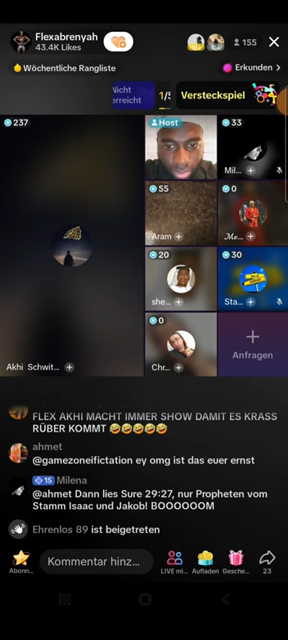 Flexabrenyah
43.4K Likes
155
Wöchentliche Rangliste
Erkunden >
Nicht
erreicht
1/5
Versteckspiel
237
Host
33
Mil...
55
Aram
0
Me...
20
she...
30
Sta...
Akhi Schwit...
0
Chr...
Anfragen
FLEX AKHI MACHT IMMER SHOW DAMIT ES KRASS
RÜBER KOMMT 🤣🤣🤣🤣🤣
ahmet
@gamezoneifictation ey omg ist das euer ernst
15 Milena
@ahmet Dann lies Sure 29:27, nur Propheten vom
Stamm Isaac und Jakob! BOOOOOOM
Ehrenlos 89 ist beigetreten
Kommentar hinz...
Abonn...
LIVE mi...
Aufladen
Gesche...
23